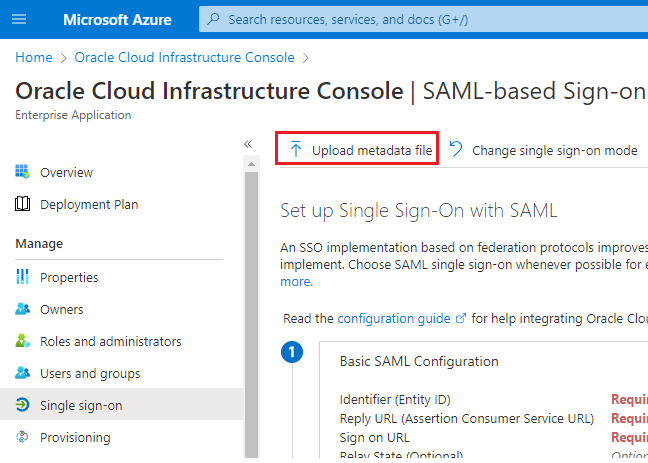 Microsoft Azure
Search resources, services, and docs (G+/)
Home > Oracle Cloud Infrastructure Console >
Oracle Cloud Infrastructure Console | SAML-based Sign-on
Enterprise Application
«
Upload metadata file
Change single sign-on mode
Overview
Deployment Plan
Manage
Properties
Owners
Roles and administrators
Users and groups
Single sign-on
Provisioning
Set up Single Sign-On with SAML
An SSO implementation based on federation protocols improves
implement. Choose SAML single sign-on whenever possible for e
more.
Read the configuration guide for help integrating Oracle Clou
1
Basic SAML Configuration
Identifier (Entity ID) Requi
Reply URL (Assertion Consumer Service URL) Requi
Sign on URL Requi
Relay State (Optional) Option